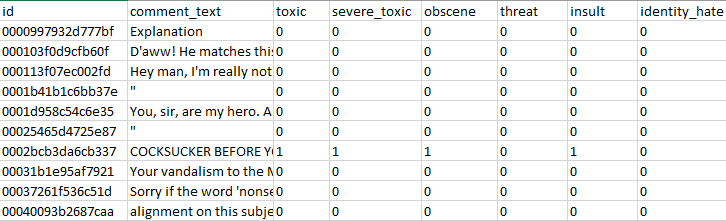 id comment_text toxic severe_toxic obscene threat insult identity_hate
0000997932d777bf Explanation 0 0 0 0 0 0
000103f0d9cfb60f D'aww! He matches this 0 0 0 0 0 0
000113f07ec002fd Hey man, I'm really not 0 0 0 0 0 0
0001b41b1c6bb37e " 0 0 0 0 0 0
0001d958c54c6e35 You, sir, are my hero. A 0 0 0 0 0 0
00025465d4725e87 " 0 0 0 0 0 0
0002bcb3da6cb337 COCKSUCKER BEFORE YO 1 1 1 0 1 0
00031b1e95af7921 Your vandalism to the M 0 0 0 0 0 0
00037261f536c51d Sorry if the word 'nonse 0 0 0 0 0 0
00040093b2687caa alignment on this subje 0 0 0 0 0 0